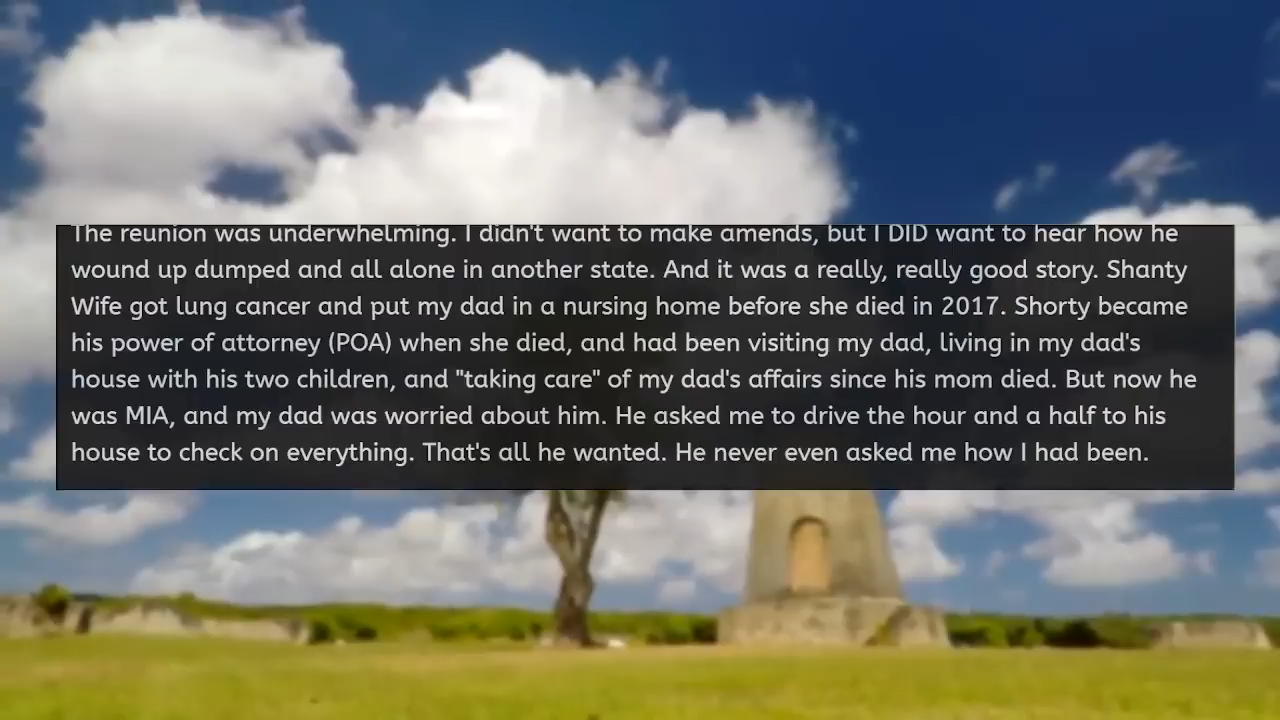 The reunion was underwhelming. I didn't want to make amends, but I DID want to hear how he
wound up dumped and all alone in another state. And it was a really, really good story. Shanty
Wife got lung cancer and put my dad in a nursing home before she died in 2017. Shorty became
his power of attorney (POA) when she died, and had been visiting my dad, living in my dad's
house with his two children, and "taking care" of my dad's affairs since his mom died. But now he
was MIA, and my dad was worried about him. He asked me to drive the hour and a half to his
house to check on everything. That's all he wanted. He never even asked me how I had been.